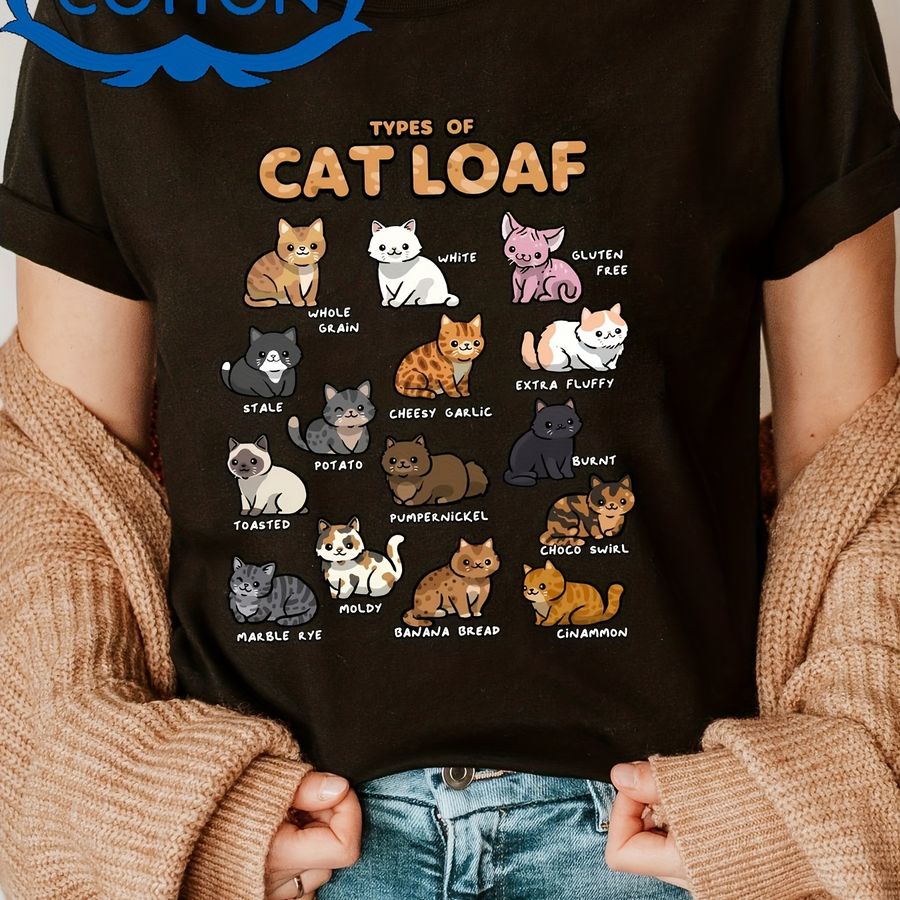 COTTON
TYPES OF
CAT LOAF
WHOLE
GRAIN
WHITE
GLUTEN
FREE
STALE
CHEESY GARLIC
EXTRA FLUFFY
POTATO
BURNT
TOASTED
PUMPERNICKEL
CHOCO SWIRL
MOLDY
MARBLE RYE
BANANA BREAD
CINAMMON